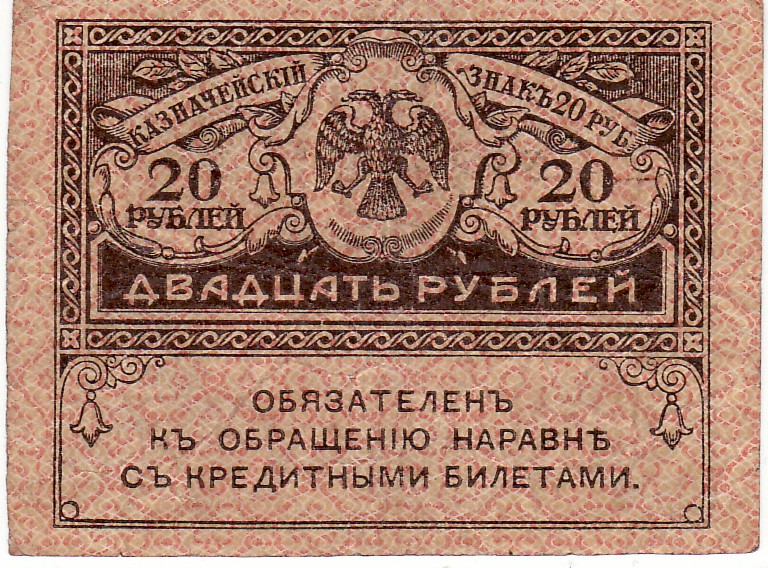 КАЗНАЧЕЙСКІЙ ЗНАКЪ 20 РУБ.
20 20
РУБЛЕЙ РУБЛЕЙ
ДВАДЦАТЬ РУБЛЕЙ
ОБЯЗАТЕЛЕНЪ
КЪ ОБРАЩЕНІЮ НАРАВНѢ
СЪ КРЕДИТНЫМИ БИЛЕТАМИ.